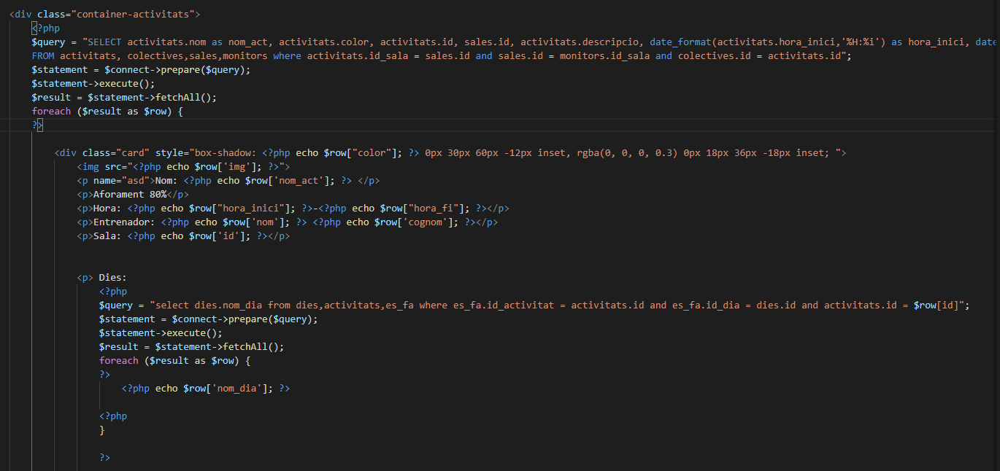 <div class="container-activitats">
<?php
$query = "SELECT activitats.nom as nom_act, activitats.color, activitats.id, sales.id, activitats.descripcio, date_format(activitats.hora_inici,'%H:%i') as hora_inici, date
FROM activitats, colectives,sales,monitors where activitats.id_sala = sales.id and sales.id = monitors.id_sala and colectives.id = activitats.id";
$statement = $connect->prepare($query);
$statement->execute();
$result = $statement->fetchAll();
foreach ($result as $row) {
?>
<div class="card" style="box-shadow: <?php echo $row["color"]; ?> 0px 30px 60px -12px inset, rgba(0, 0, 0, 0.3) 0px 18px 36px -18px inset; ">
<img src="<?php echo $row['img']; ?>">
<p name="asd">Nom: <?php echo $row['nom_act']; ?> </p>
<p>Aforament 80%</p>
<p>Hora: <?php echo $row["hora_inici"]; ?>-<?php echo $row["hora_fi"]; ?></p>
<p>Entrenador: <?php echo $row['nom']; ?> <?php echo $row['cognom']; ?></p>
<p>Sala: <?php echo $row['id']; ?></p>
<p> Dies:
<?php
$query = "select dies.nom_dia from dies,activitats,es_fa where es_fa.id_activitat = activitats.id and es_fa.id_dia = dies.id and activitats.id = $row[id]";
$statement = $connect->prepare($query);
$statement->execute();
$result = $statement->fetchAll();
foreach ($result as $row) {
?>
<?php echo $row['nom_dia']; ?>
<?php
}
?>